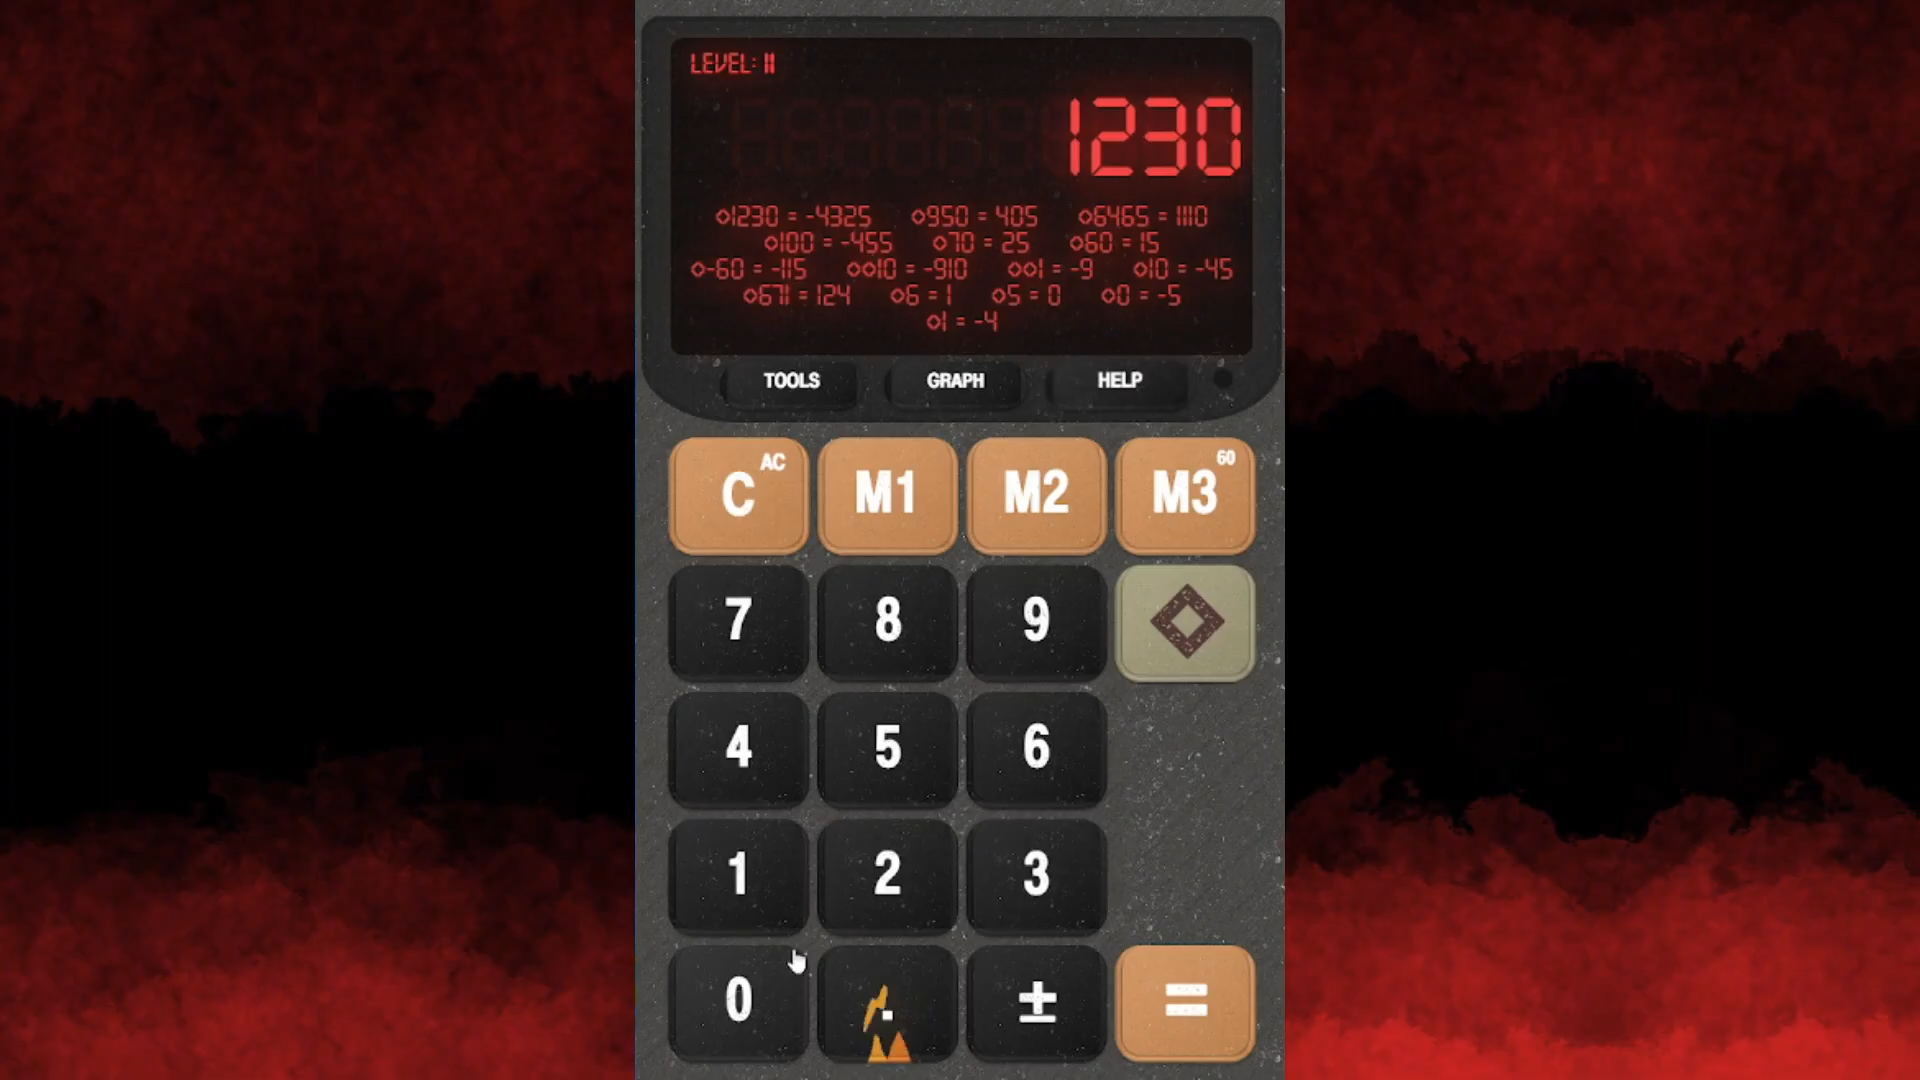 LEVEL: 11
1230
◇1230 = -4325 ◇950 = 405 ◇6465 = 1110
◇100 = -455 ◇70 = 25 ◇60 = 15
◇-60 = -115 ◇◇10 = -910 ◇◇1 = -9 ◇10 = -45
◇671 = 124 ◇6 = 1 ◇5 = 0 ◇0 = -5
◇1 = -4
TOOLS GRAPH HELP
C AC M1 M2 M3 60
7 8 9 ◇
4 5 6
1 2 3
0 . ± =